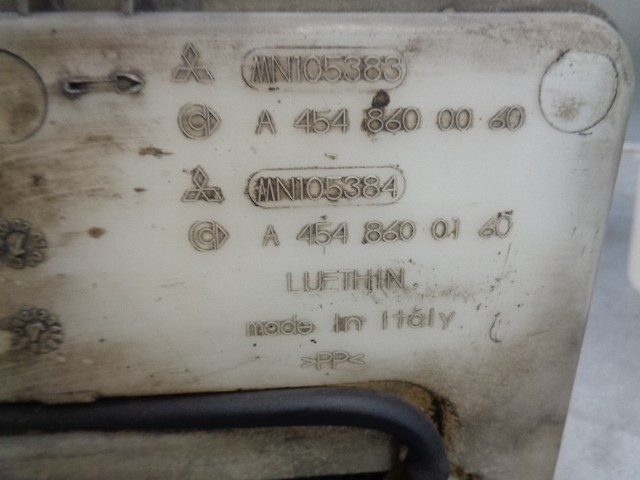 MN105383
A 454 860 00 60
MN105384
A 454 860 01 60
LUETHIN
made in Italy
>PP<